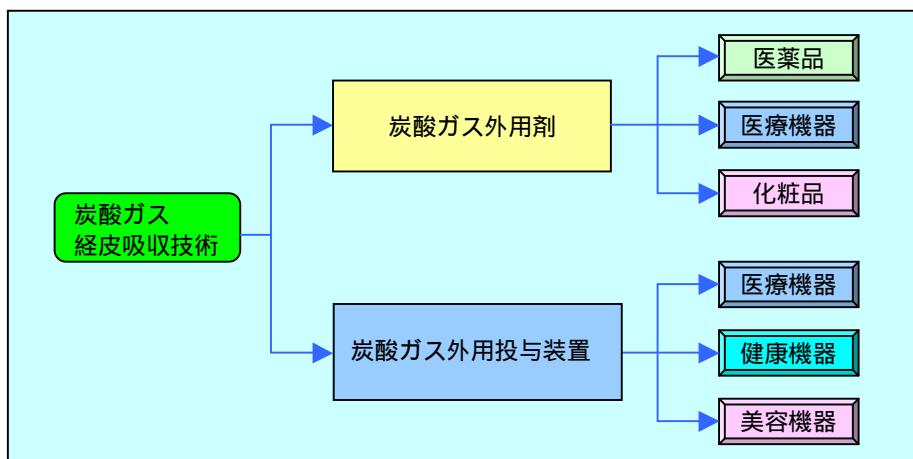 炭酸ガス
経皮吸収技術
炭酸ガス外用剤
医薬品
医療機器
化粧品
炭酸ガス外用投与装置
医療機器
健康機器
美容機器